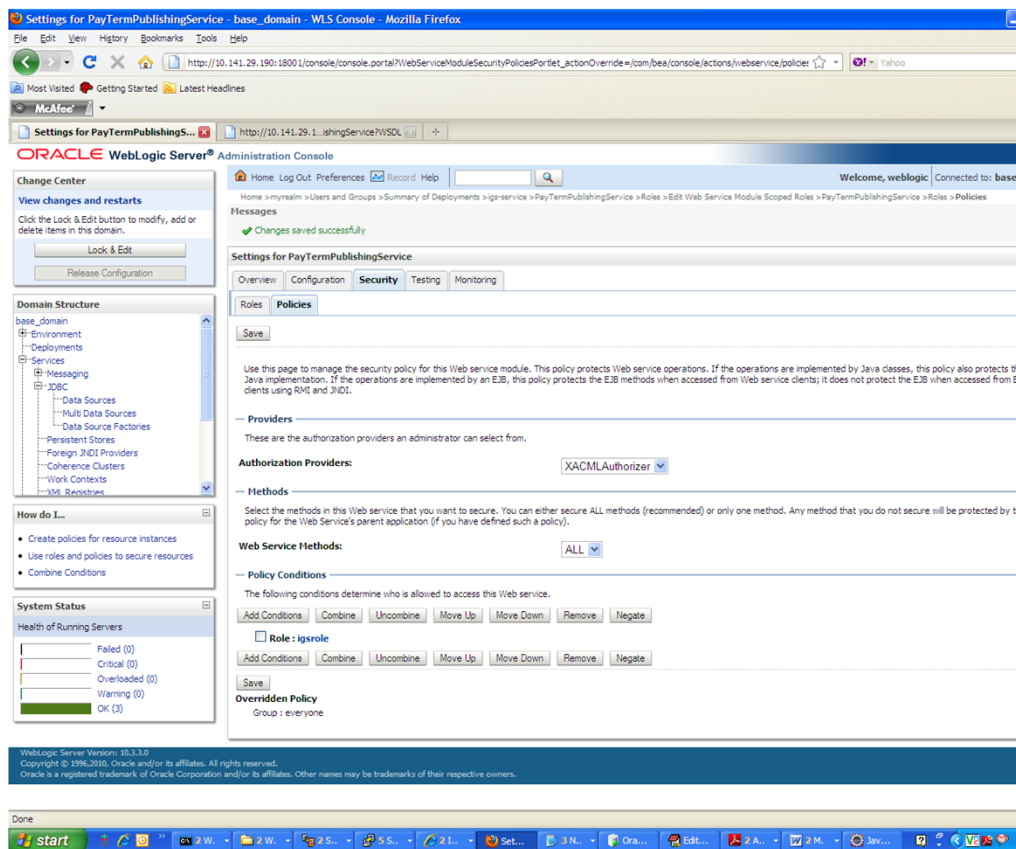 Settings for PayTermPublishingService - base_domain - WLS Console - Mozilla Firefox
File Edit View History Bookmarks Tools Help
http://10.141.29.190:18001/console/console.portal?WebServiceModuleSecurityPoliciesPortlet_actionOverride=/com/bea/console/actions/webservice/policies
Yahoo
Most Visited Getting Started Latest Headlines
McAfee
Settings for PayTermPublishingS... http://10.141.29.1...ishingService?WSDL
ORACLE WebLogic Server® Administration Console
Change Center
View changes and restarts
Click the Lock & Edit button to modify, add or
delete items in this domain.
Lock & Edit
Release Configuration
Domain Structure
base_domain
Environment
Deployments
Services
Messaging
JDBC
Data Sources
Multi Data Sources
Data Source Factories
Persistent Stores
Foreign JNDI Providers
Coherence Clusters
Work Contexts
XML Registries
How do I...
Create policies for resource instances
Use roles and policies to secure resources
Combine Conditions
System Status
Health of Running Servers
Failed (0)
Critical (0)
Overloaded (0)
Warning (0)
OK (3)
Home Log Out Preferences Record Help
Welcome, weblogic Connected to: base
Home >myrealm >Users and Groups >Summary of Deployments >igs-service >PayTermPublishingService >Roles >Edit Web Service Module Scoped Roles >PayTermPublishingService >Roles >Policies
Messages
Changes saved successfully
Settings for PayTermPublishingService
Overview Configuration Security Testing Monitoring
Roles Policies
Save
Use this page to manage the security policy for this Web service module. This policy protects Web service operations. If the operations are implemented by Java classes, this policy also protects
Java implementation. If the operations are implemented by an EJB, this policy protects the EJB methods when accessed from Web service clients; it does not protect the EJB when accessed from
clients using RMI and JNDI.
Providers
These are the authorization providers an administrator can select from.
Authorization Providers: XACMLAuthorizer
Methods
Select the methods in this Web service that you want to secure. You can either secure ALL methods (recommended) or only one method. Any method that you do not secure will be protected by
policy for the Web Service's parent application (if you have defined such a policy).
Web Service Methods: ALL
Policy Conditions
The following conditions determine who is allowed to access this Web service.
Add Conditions Combine Uncombine Move Up Move Down Remove Negate
Role : igsrole
Add Conditions Combine Uncombine Move Up Move Down Remove Negate
Save
Overridden Policy
Group : everyone
WebLogic Server Version: 10.3.3.0
Copyright © 1996,2010, Oracle and/or its affiliates. All rights reserved.
Oracle is a registered trademark of Oracle Corporation and/or its affiliates. Other names may be trademarks of their respective owners.
Done
start 2 W. 2 W. 2 S.. 5 S.. 2 I.. Set... 3 N.. Ora... Edit... 2 A.. 2 M. Jav...